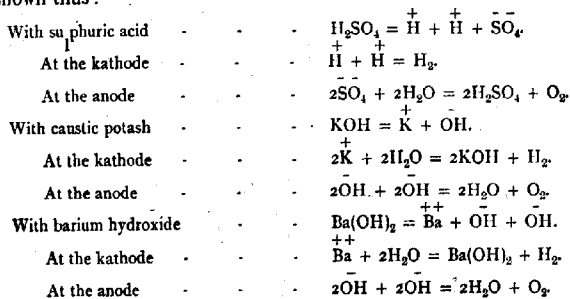 shown thus:
With sulphuric acid - - - H₂SO₄ = H⁺ + H⁺ + SO₄⁻⁻.
At the kathode - - - H⁺ + H⁺ = H₂.
At the anode - - - 2SO₄⁻⁻ + 2H₂O = 2H₂SO₄ + O₂.
With caustic potash - - - KOH = K⁺ + OH⁻.
At the kathode - - - 2K⁺ + 2H₂O = 2KOH + H₂.
At the anode - - - 2OH⁻ + 2OH⁻ = 2H₂O + O₂.
With barium hydroxide - - - Ba(OH)₂ = Ba⁺⁺ + OH⁻ + OH⁻.
At the kathode - - - Ba⁺⁺ + 2H₂O = Ba(OH)₂ + H₂.
At the anode - - - 2OH⁻ + 2OH⁻ = 2H₂O + O₂.